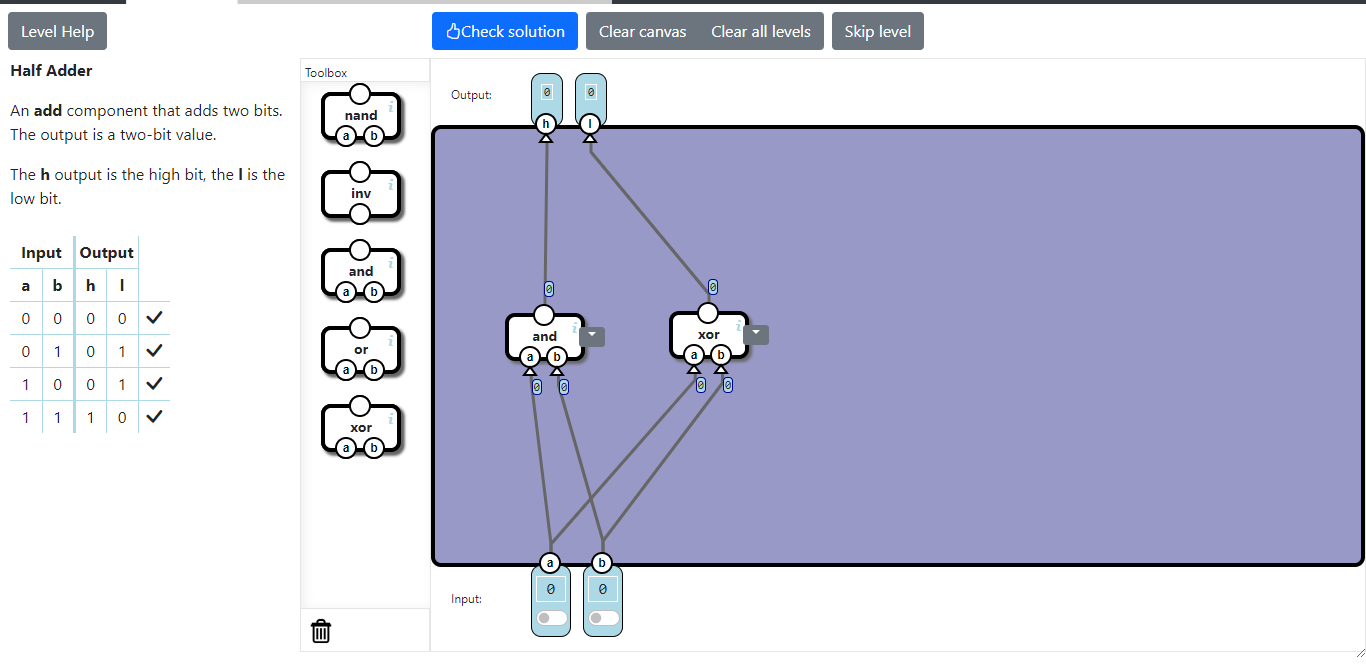 Level Help
Check solution
Clear canvas
Clear all levels
Skip level
Half Adder
An add component that adds two bits.
The output is a two-bit value.
The h output is the high bit, the l is the
low bit.
Input Output
a b h l
0 0 0 0
0 1 0 1
1 0 0 1
1 1 1 0
Toolbox
nand
i
a b
inv
i
and
i
a b
or
i
a b
xor
i
a b
Output:
0 0
h l
0 0
and
i
a b
0 0
xor
i
a b
0 0
a b
Input:
0 0